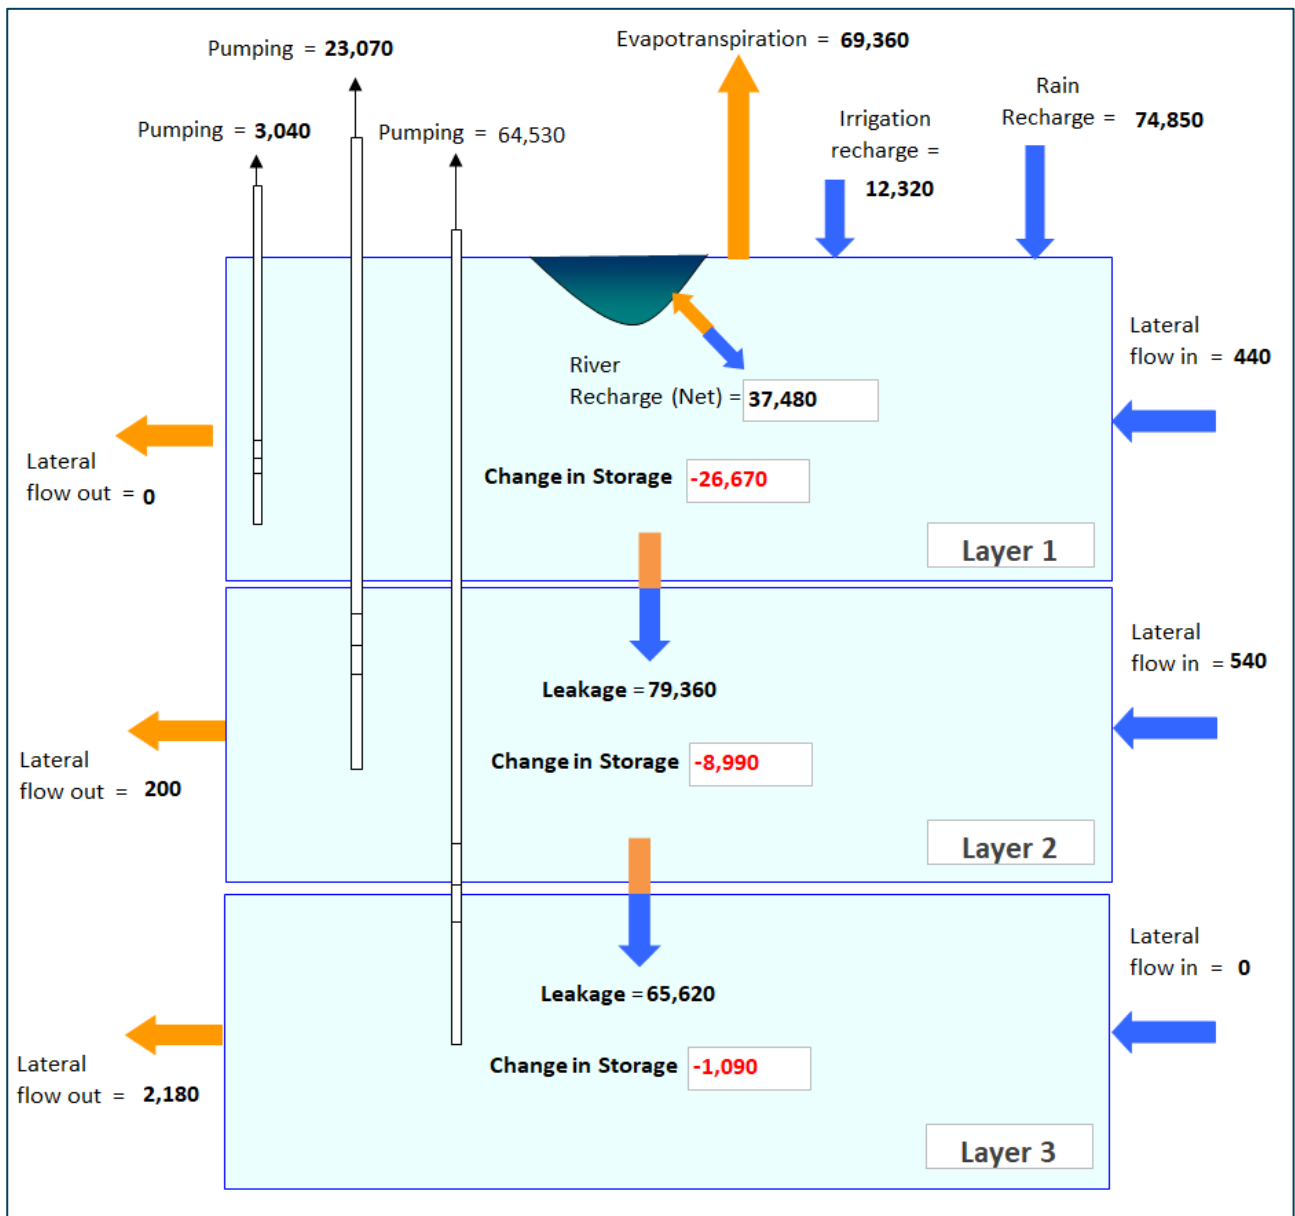 Pumping = 23,070
Evapotranspiration = 69,360
Pumping = 3,040
Pumping = 64,530
Irrigation
recharge =
12,320
Rain
Recharge = 74,850
Lateral
flow in = 440
River
Recharge (Net) = 37,480
Lateral
flow out = 0
Change in Storage -26,670
Layer 1
Lateral
flow in = 540
Leakage = 79,360
Lateral
flow out = 200
Change in Storage -8,990
Layer 2
Lateral
flow in = 0
Leakage = 65,620
Lateral
flow out = 2,180
Change in Storage -1,090
Layer 3